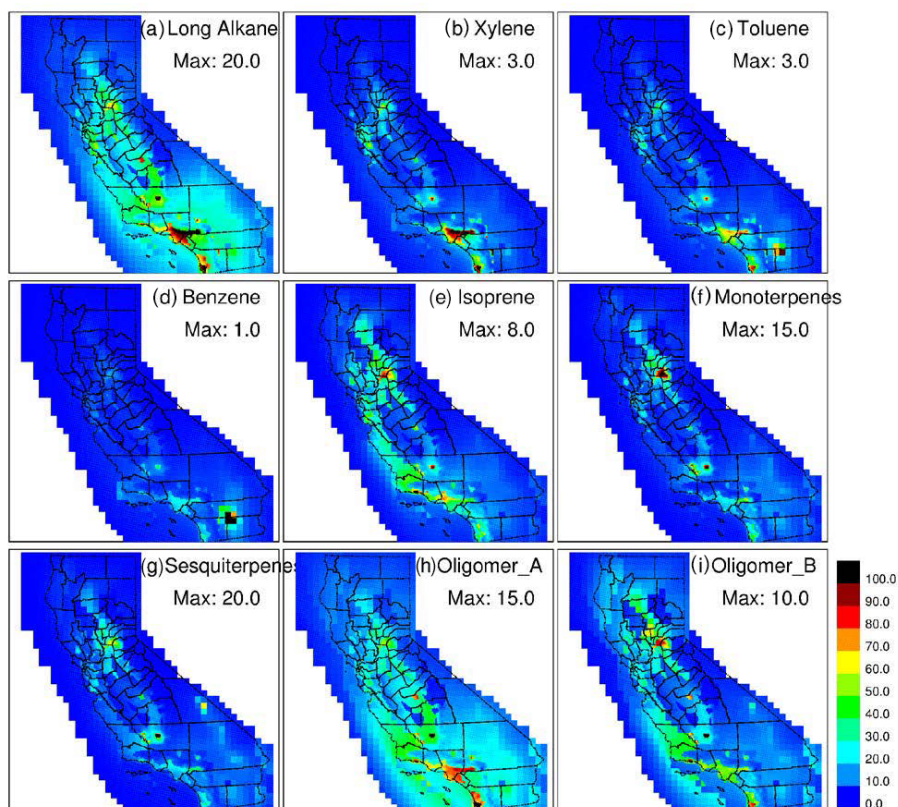 (a) Long Alkane
Max: 20.0
(b) Xylene
Max: 3.0
(c) Toluene
Max: 3.0
(d) Benzene
Max: 1.0
(e) Isoprene
Max: 8.0
(f) Monoterpenes
Max: 15.0
(g) Sesquiterpenes
Max: 20.0
(h) Oligomer_A
Max: 15.0
(i) Oligomer_B
Max: 10.0
100.0
90.0
80.0
70.0
60.0
50.0
40.0
30.0
20.0
10.0
0.0